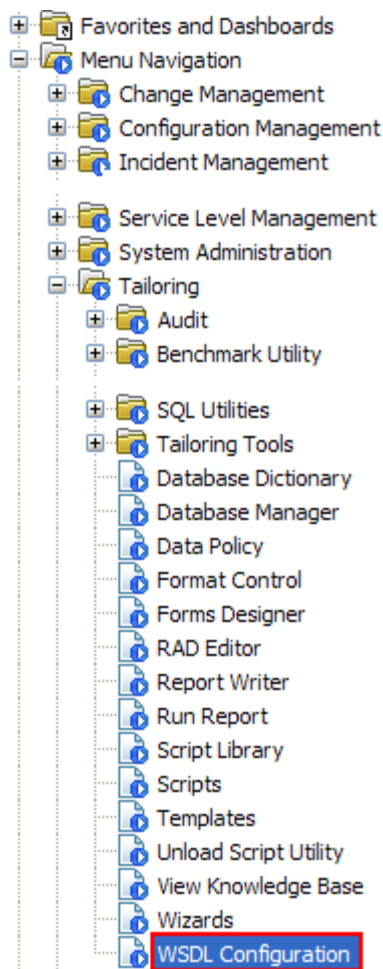 Favorites and Dashboards
Menu Navigation
Change Management
Configuration Management
Incident Management
Service Level Management
System Administration
Tailoring
Audit
Benchmark Utility
SQL Utilities
Tailoring Tools
Database Dictionary
Database Manager
Data Policy
Format Control
Forms Designer
RAD Editor
Report Writer
Run Report
Script Library
Scripts
Templates
Unload Script Utility
View Knowledge Base
Wizards
WSDL Configuration